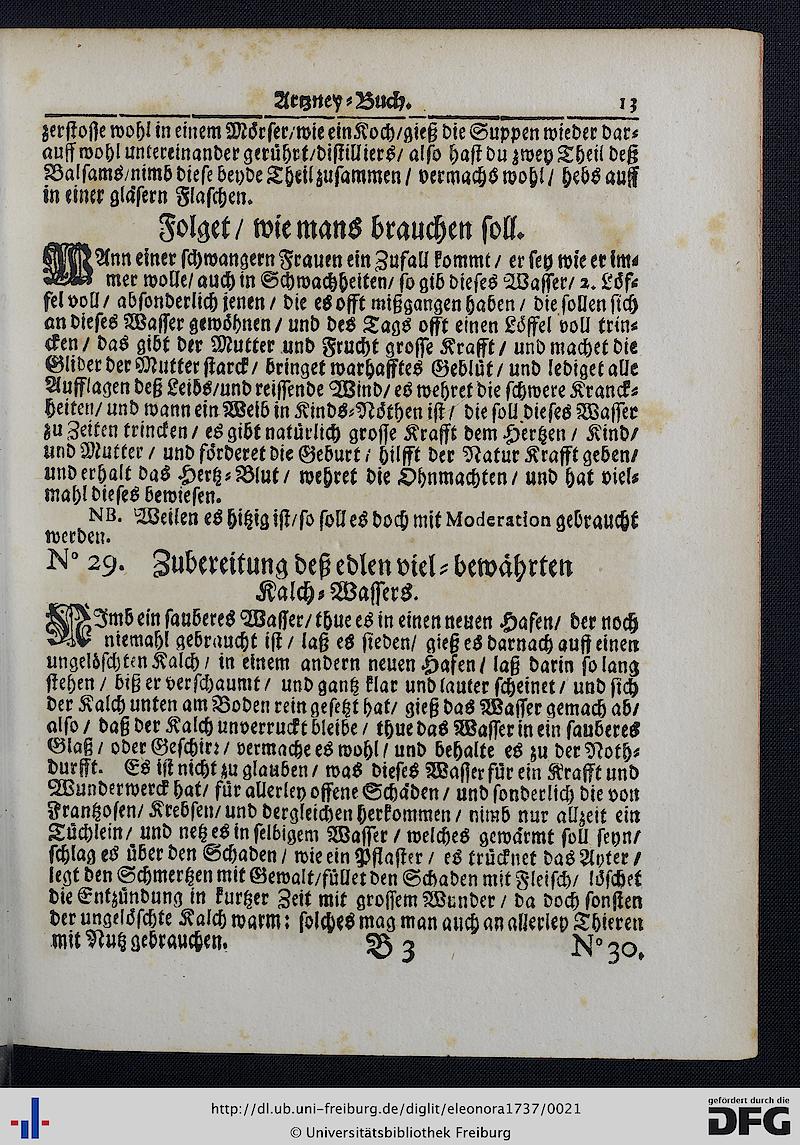 Artzney-Buch. 13
zerstosse wohl in einem Mörser/wie ein Koch/gieß die Suppen wieder dar-
auff wohl untereinander gerührt/distilliers/ also hast du zwey Theil deß
Balsams/nimb diese beyde Theil zusammen / vermachs wohl / hebs auff
in einer gläsern Flaschen.
Folget / wie mans brauchen soll.
WAnn einer schwangern Frauen ein Zufall kommt / er sey wie er im-
mer wolle/ auch in Schwachheiten/ so gib dieses Wasser/ 2. Löf-
fel voll / absonderlich jenen / die es offt mißgangen haben / die sollen sich
an dieses Wasser gewöhnen / und des Tags offt einen Löffel voll trin-
cken / das gibt der Mutter und Frucht grosse Krafft / und machet die
Glider der Mutter starck / bringet warhafftes Geblüt / und lediget alle
Aufflagen deß Leibs/und reissende Wind/ es wehret die schwere Kranck-
heiten/ und wann ein Weib in Kinds-Nöthen ist / die soll dieses Wasser
zu Zeiten trincken / es gibt natürlich grosse Krafft dem Hertzen / Kind/
und Mutter / und förderet die Geburt / hilfft der Natur Krafft geben/
und erhalt das Hertz-Blut / wehret die Ohnmachten / und hat viel-
mahl dieses bewiesen.
NB. Weilen es hitzig ist/so soll es doch mit Moderation gebraucht
werden.
N° 29. Zubereitung deß edlen viel-bewährten
Kalch-Wassers.
NImb ein sauberes Wasser/thue es in einen neuen Hafen/ der noch
niemahl gebraucht ist / laß es sieden/ gieß es darnach auff einen
ungelöschten Kalch / in einem andern neuen Hafen / laß darin so lang
stehen / biß er verschaumt / und gantz klar und lauter scheinet / und sich
der Kalch unten am Boden rein gesetzt hat/ gieß das Wasser gemach ab/
also / daß der Kalch unverruckt bleibe / thue das Wasser in ein sauberes
Glaß / oder Geschirr / vermache es wohl / und behalte es zu der Noth-
durfft. Es ist nicht zu glauben / was dieses Wasser für ein Krafft und
Wunderwerck hat/ für allerley offene Schäden / und sonderlich die von
Frantzosen/ Krebsen/ und dergleichen herkommen / nimb nur allzeit ein
Tüchlein / und netz es in selbigem Wasser / welches gewärmt soll seyn/
schlag es über den Schaden / wie ein Pflaster / es trücknet das Ayter /
legt den Schmertzen mit Gewalt/füllet den Schaden mit Fleisch/ löschet
die Entzündung in kurtzer Zeit mit grossem Wunder / da doch sonsten
der ungelöschte Kalch warm: solches mag man auch an allerley Thieren
mit Nutz gebrauchen.
B 3 N° 30.
http://dl.ub.uni-freiburg.de/diglit/eleonora1737/0021
© Universitätsbibliothek Freiburg
gefördert durch die
DFG